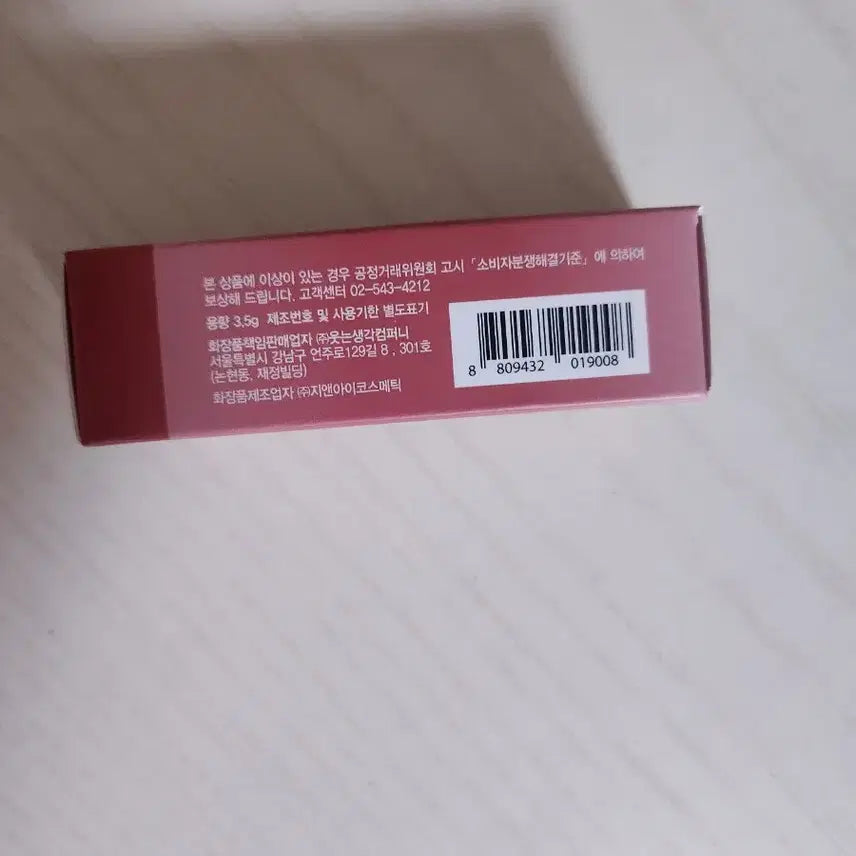 본 상품에 이상이 있는 경우 공정거래위원회 고시 「소비자분쟁해결기준」에 의하여
보상해 드립니다. 고객센터 02-543-4212
용량 3.5g 제조번호 및 사용기한 별도표기
화장품책임판매업자 ㈜웃는생각컴퍼니
서울특별시 강남구 언주로129길 8 , 301호
(논현동, 재정빌딩)
화장품제조업자 ㈜지앤아이코스메틱
8 809432 019008